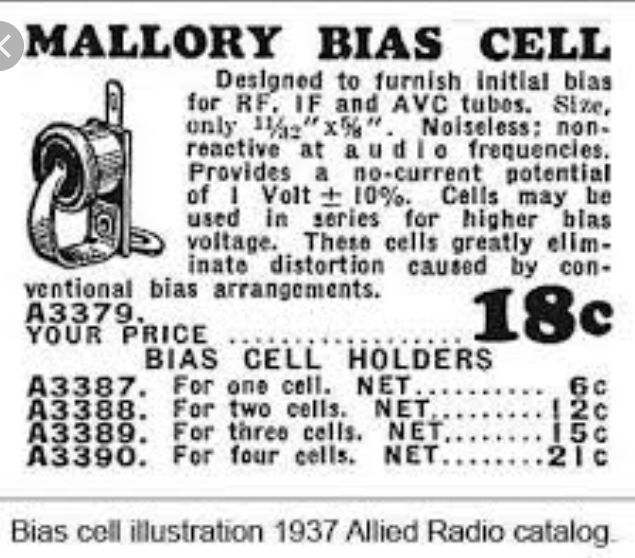 MALLORY BIAS CELL
Designed to furnish initial bias
for RF, IF and AVC tubes. Size,
only 11/32" x 5/8". Noiseless; non-
reactive at audio frequencies.
Provides a no-current potential
of 1 Volt ± 10%. Cells may be
used in series for higher bias
voltage. These cells greatly elim-
inate distortion caused by con-
ventional bias arrangements.
A3379.
YOUR PRICE .................... 18c
BIAS CELL HOLDERS
A3387. For one cell. NET.......... 6c
A3388. For two cells. NET.........12c
A3389. For three cells. NET.......15c
A3390. For four cells. NET........21c
Bias cell illustration 1937 Allied Radio catalog.